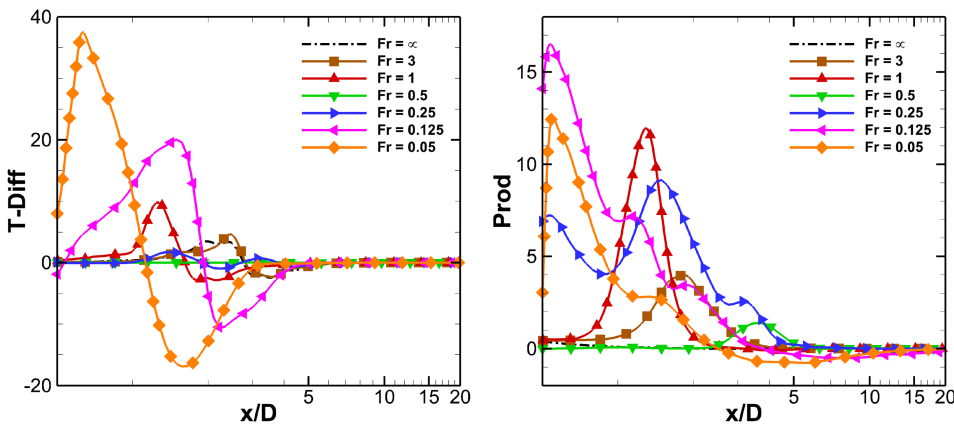 T-Diff
40
20
0
-20
Fr = ∞
Fr = 3
Fr = 1
Fr = 0.5
Fr = 0.25
Fr = 0.125
Fr = 0.05
5
10
15
20
x/D
Prod
15
10
5
0
Fr = ∞
Fr = 3
Fr = 1
Fr = 0.5
Fr = 0.25
Fr = 0.125
Fr = 0.05
5
10
15
20
x/D